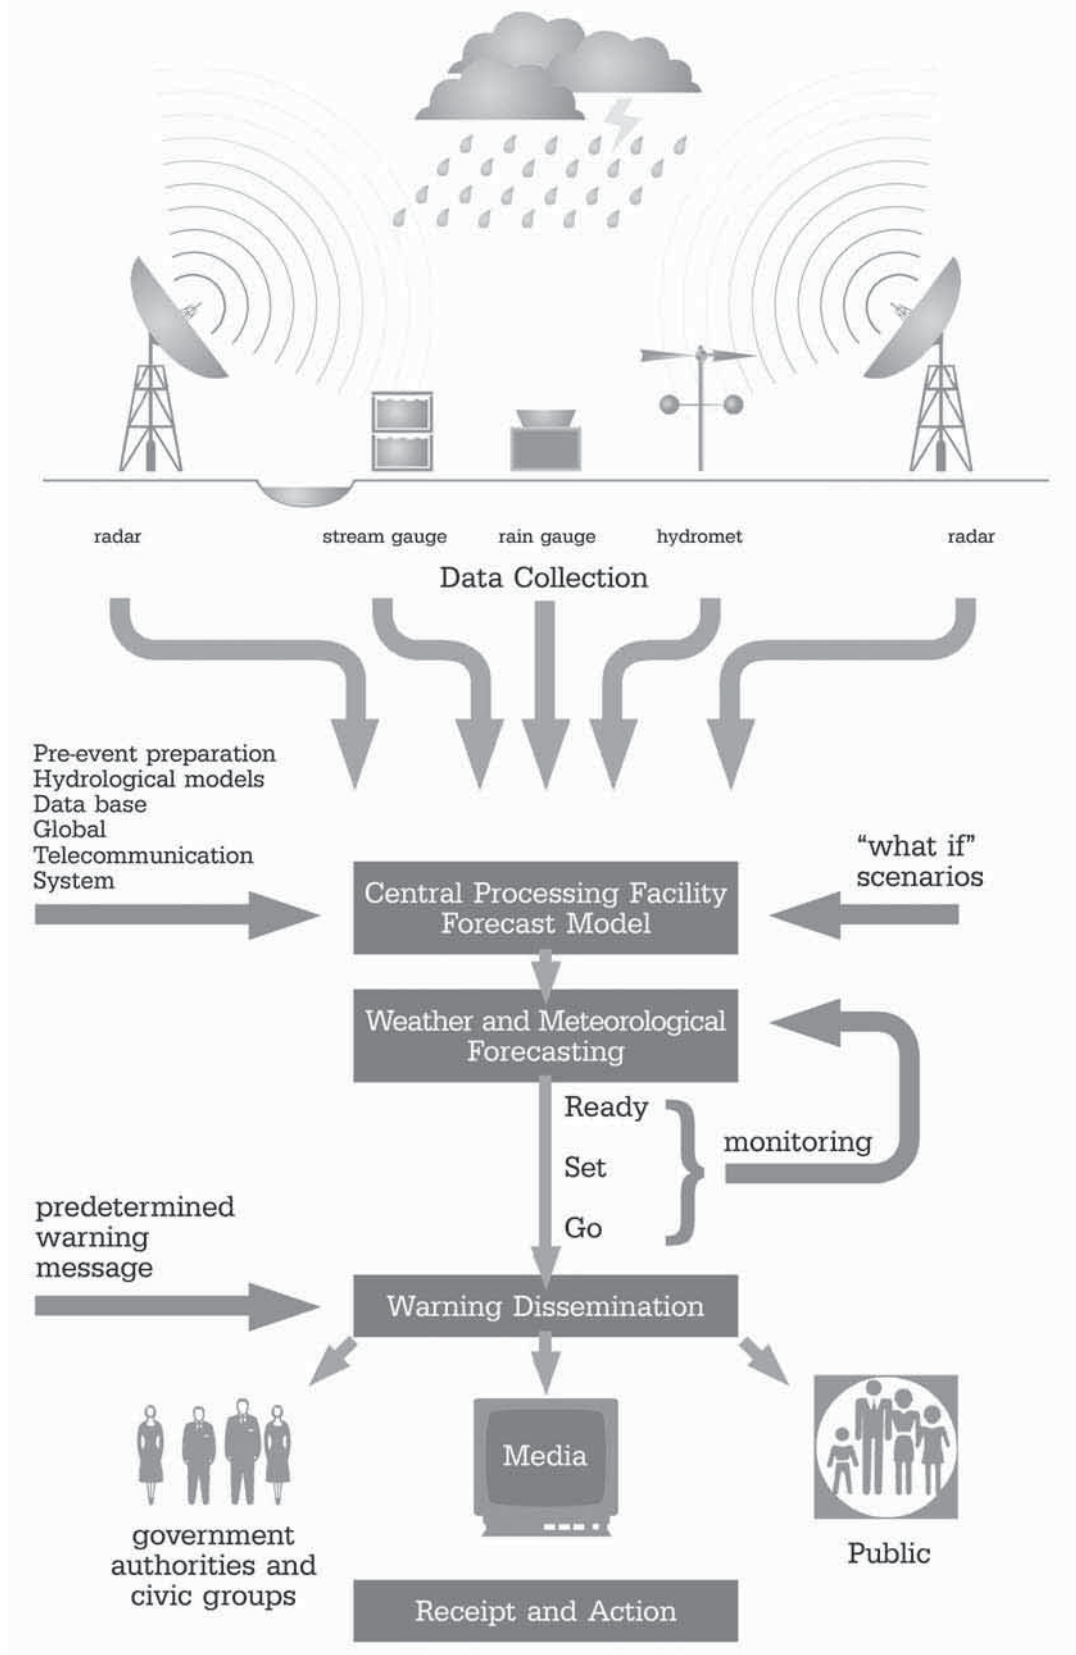 radar
stream gauge
rain gauge
hydromet
radar
Data Collection
Pre-event preparation
Hydrological models
Data base
Global
Telecommunication
System
“what if”
scenarios
Central Processing Facility
Forecast Model
Weather and Meteorological
Forecasting
Ready
Set
Go
monitoring
predetermined
warning
message
Warning Dissemination
government
authorities and
civic groups
Media
Public
Receipt and Action